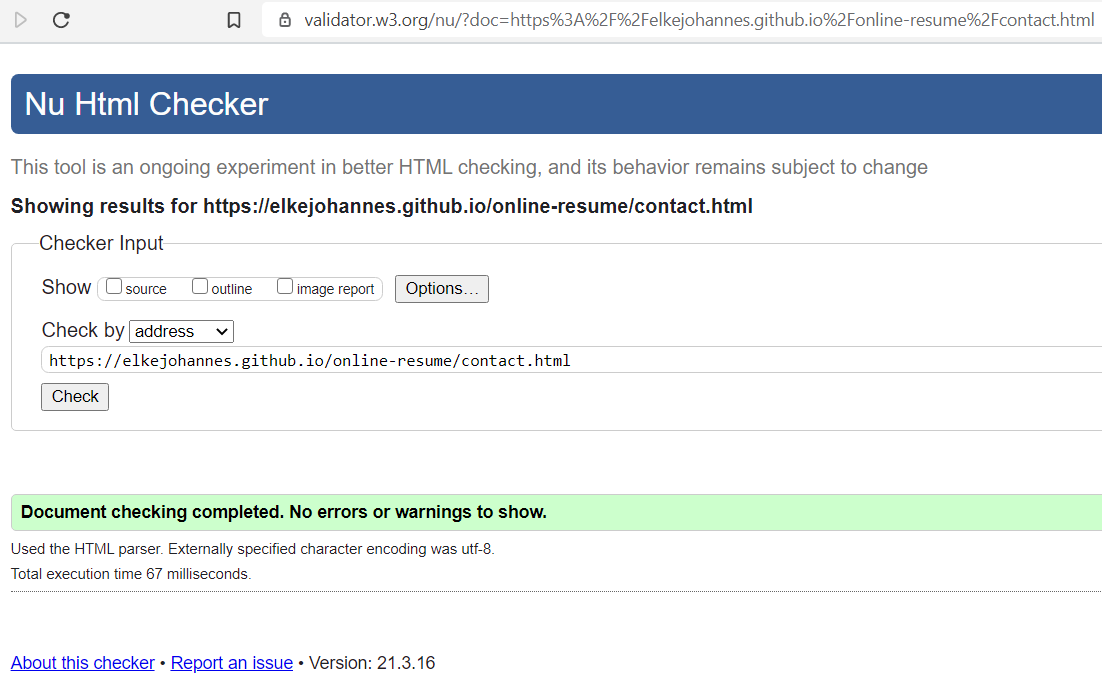 validator.w3.org/nu/?doc=https%3A%2F%2Felkejohannes.github.io%2Fonline-resume%2Fcontact.html
Nu Html Checker
This tool is an ongoing experiment in better HTML checking, and its behavior remains subject to change
Showing results for https://elkejohannes.github.io/online-resume/contact.html
Checker Input
Show source outline image report Options...
Check by address
https://elkejohannes.github.io/online-resume/contact.html
Check
Document checking completed. No errors or warnings to show.
Used the HTML parser. Externally specified character encoding was utf-8.
Total execution time 67 milliseconds.
About this checker • Report an issue • Version: 21.3.16